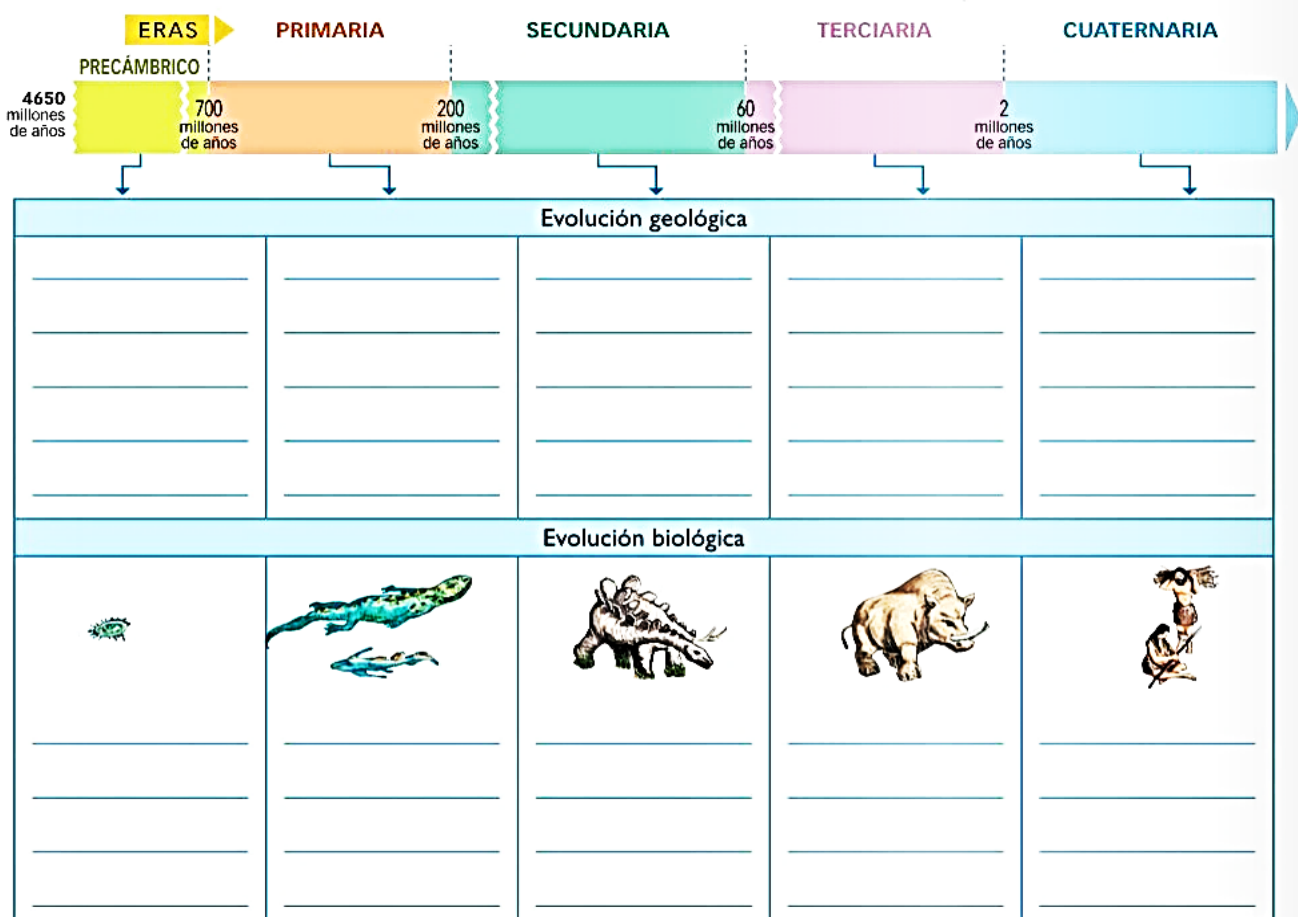 ERAS
PRIMARIA
SECUNDARIA
TERCIARIA
CUATERNARIA
PRECÁMBRICO
4650
millones
de años
700
millones
de años
200
millones
de años
60
millones
de años
2
millones
de años
Evolución geológica
Evolución biológica